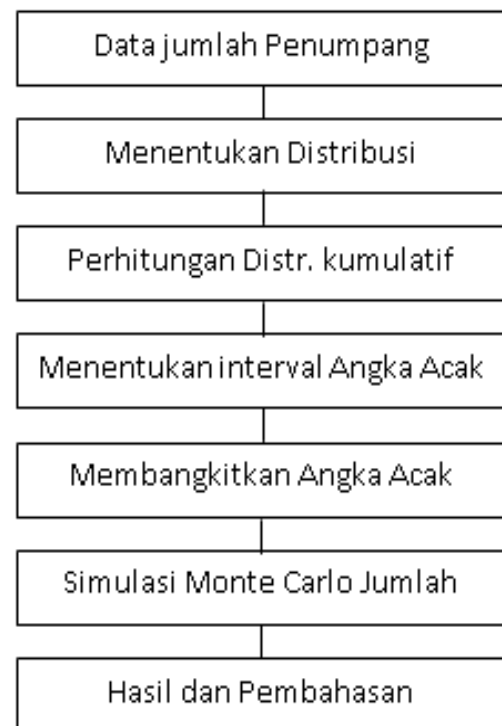 Data jumlah Penumpang
Menentukan Distribusi
Perhitungan Distr. kumulatif
Menentukan interval Angka Acak
Membangkitkan Angka Acak
Simulasi Monte Carlo Jumlah
Hasil dan Pembahasan